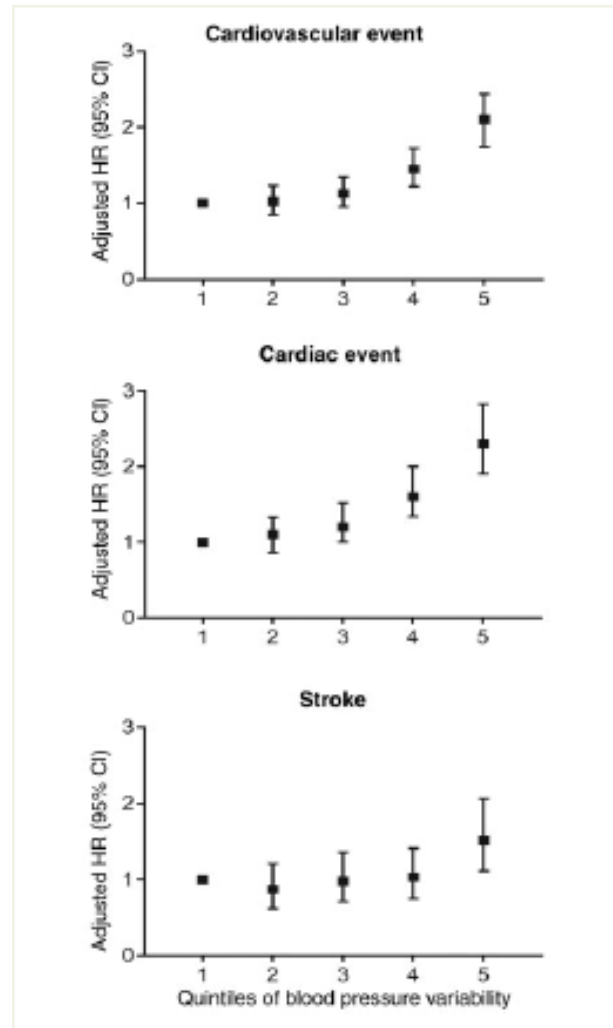 Cardiovascular event
3
2
1
0
Adjusted HR (95% CI)
1 2 3 4 5
Cardiac event
3
2
1
0
Adjusted HR (95% CI)
1 2 3 4 5
Stroke
3
2
1
0
Adjusted HR (95% CI)
1 2 3 4 5
Quintiles of blood pressure variability